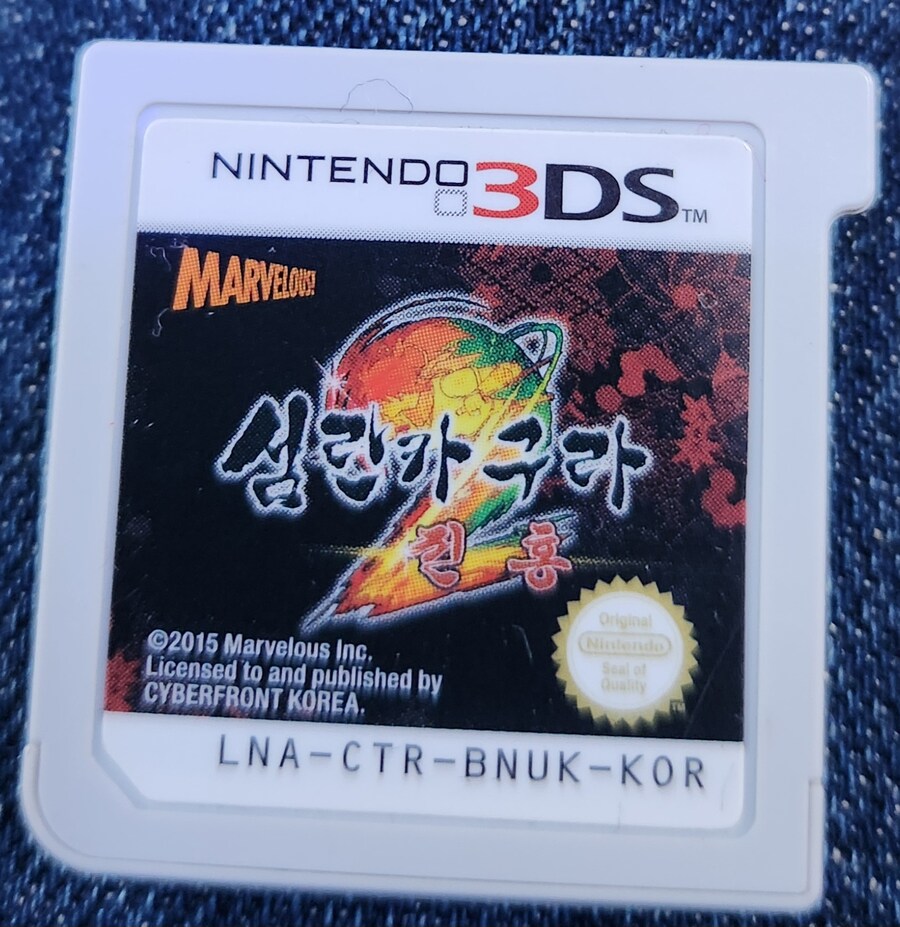 NINTENDO 3DS™
MARVELOUS!
2
섬란카구라
진홍
©2015 Marvelous Inc.
Licensed to and published by
CYBERFRONT KOREA.
Original
Nintendo
Seal of
Quality
TM
LNA-CTR-BNUK-KOR